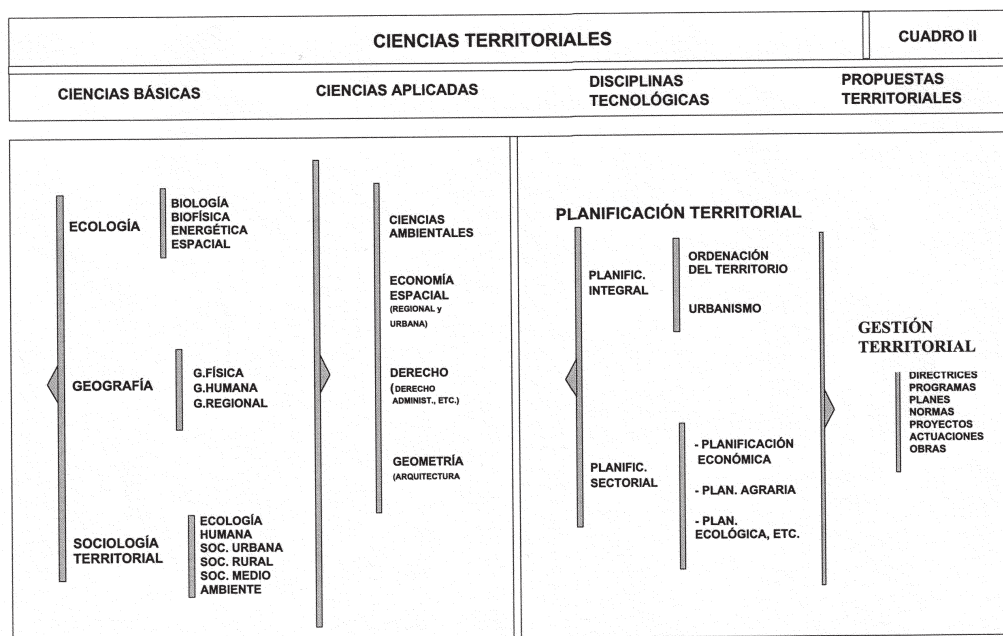 CIENCIAS TERRITORIALES
CUADRO II
CIENCIAS BÁSICAS
CIENCIAS APLICADAS
DISCIPLINAS
TECNOLÓGICAS
PROPUESTAS
TERRITORIALES
ECOLOGÍA
BIOLOGÍA
BIOFÍSICA
ENERGÉTICA
ESPACIAL
GEOGRAFÍA
G.FÍSICA
G.HUMANA
G.REGIONAL
SOCIOLOGÍA
TERRITORIAL
ECOLOGÍA
HUMANA
SOC. URBANA
SOC. RURAL
SOC. MEDIO
AMBIENTE
CIENCIAS
AMBIENTALES
ECONOMÍA
ESPACIAL
(REGIONAL y
URBANA)
DERECHO
(DERECHO
ADMINIST., ETC.)
GEOMETRÍA
(ARQUITECTURA
PLANIFICACIÓN TERRITORIAL
PLANIFIC.
INTEGRAL
ORDENACIÓN
DEL TERRITORIO
URBANISMO
PLANIFIC.
SECTORIAL
- PLANIFICACIÓN
ECONÓMICA
- PLAN. AGRARIA
- PLAN.
ECOLÓGICA, ETC.
GESTIÓN
TERRITORIAL
DIRECTRICES
PROGRAMAS
PLANES
NORMAS
PROYECTOS
ACTUACIONES
OBRAS